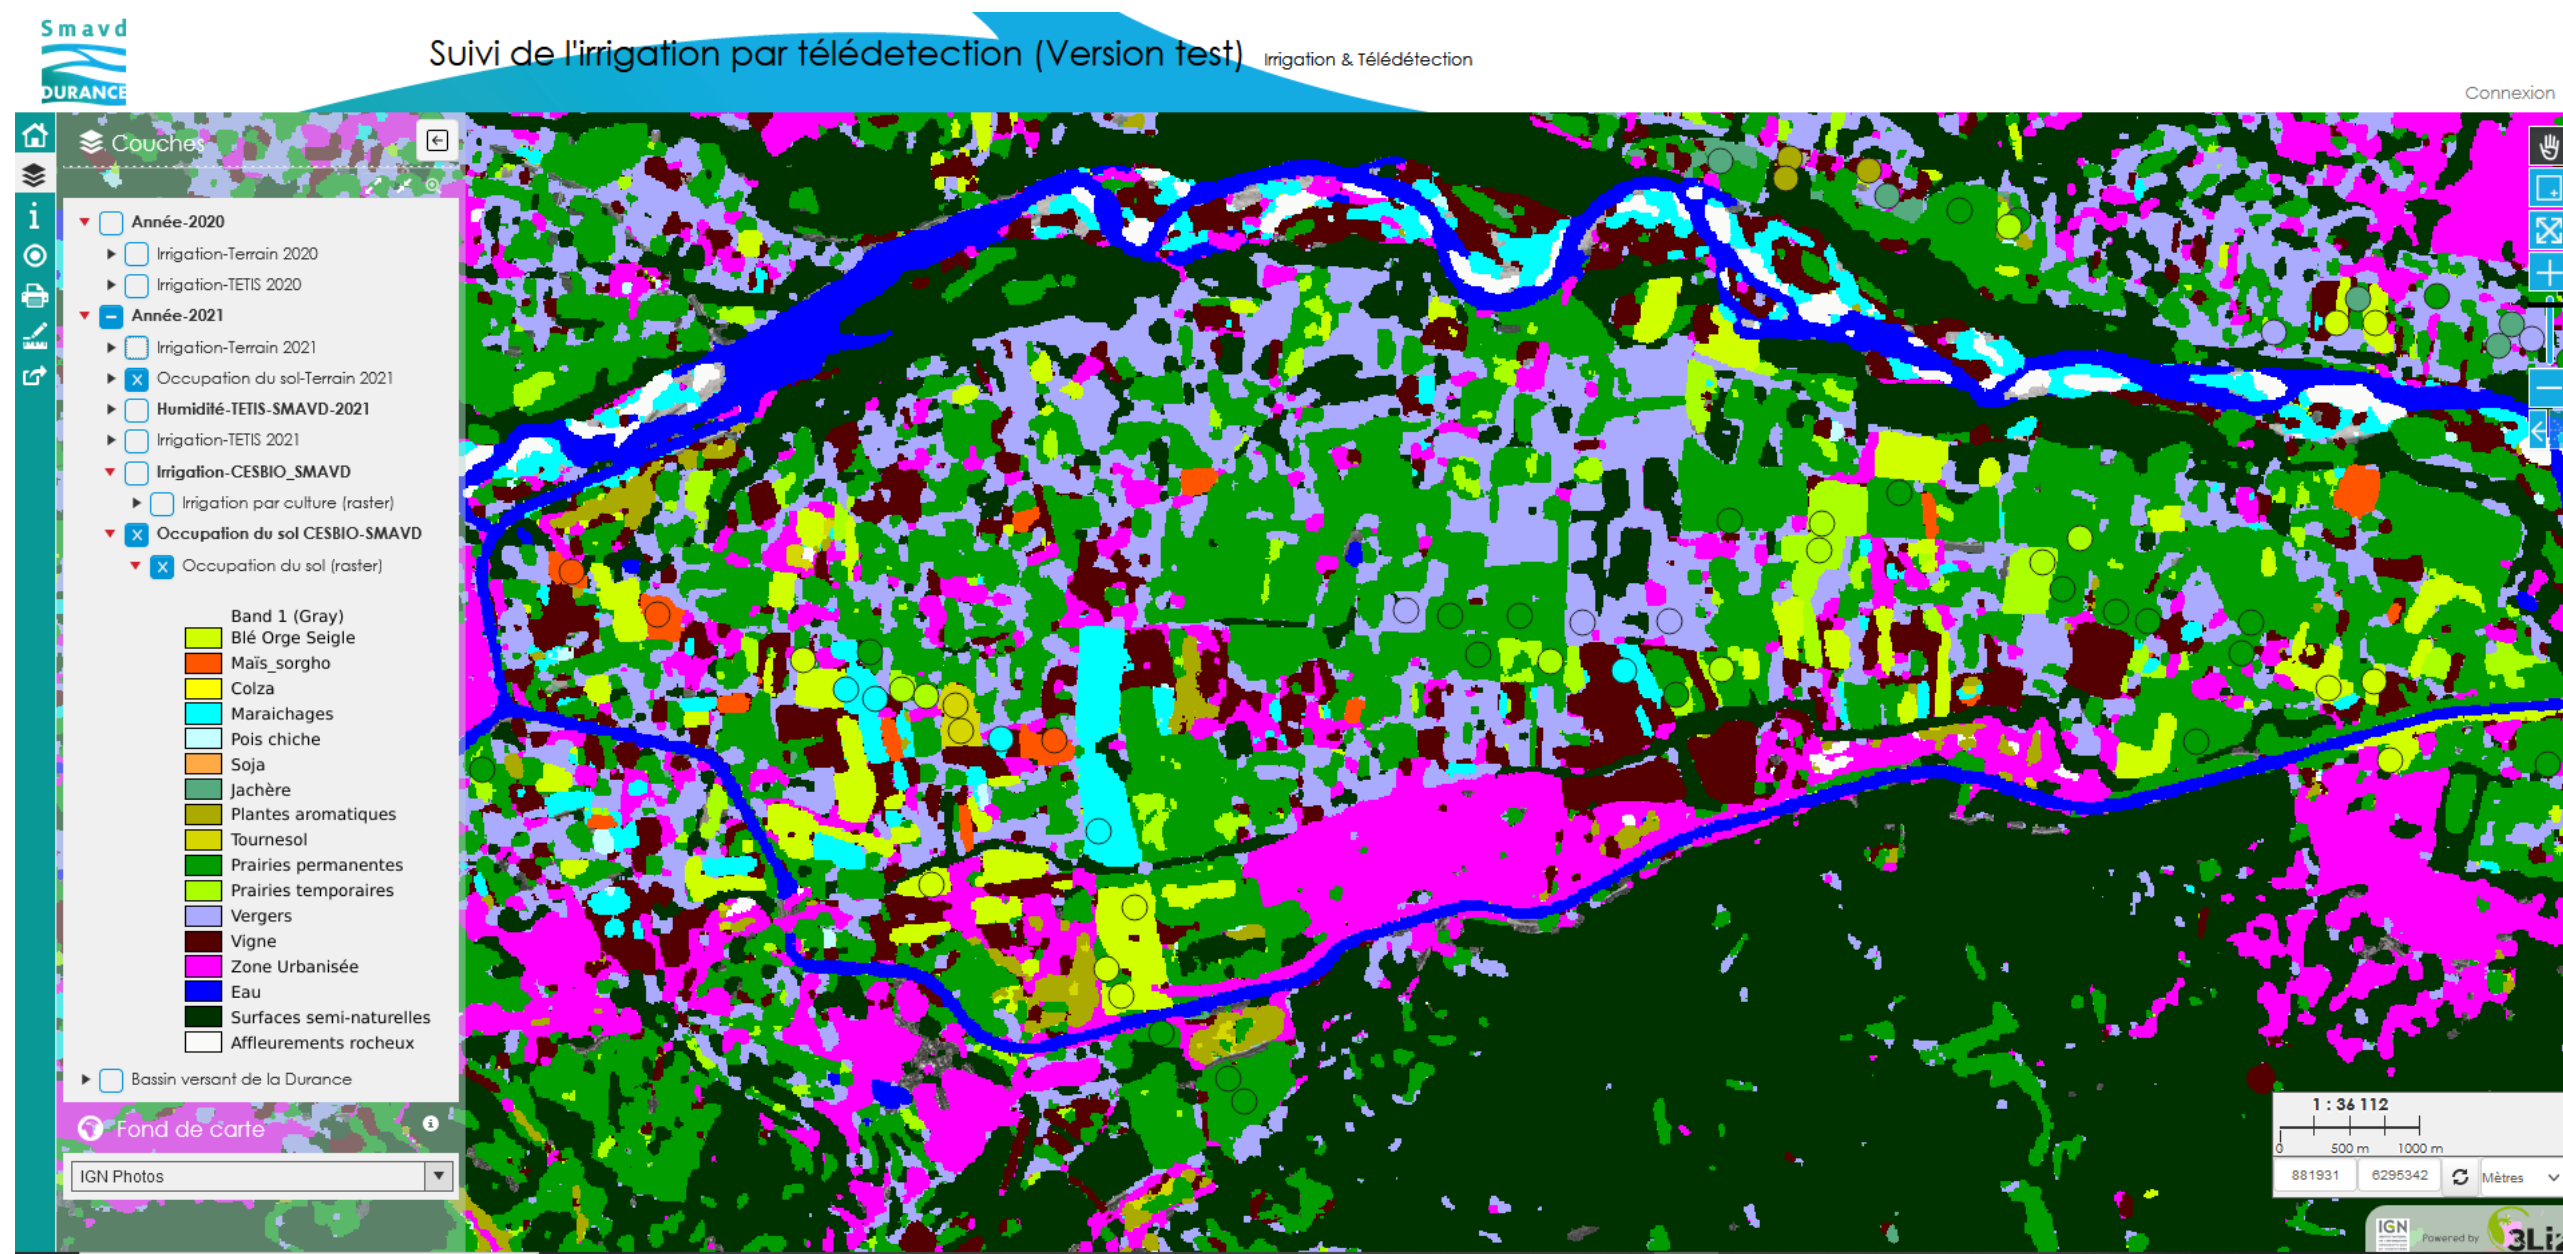 Smavd
DURANCE
Suivi de l'irrigation par télédetection (Version test) Irrigation & Télédétection
Connexion
Couches
Année-2020
Irrigation-Terrain 2020
Irrigation-TETIS 2020
Année-2021
Irrigation-Terrain 2021
Occupation du sol-Terrain 2021
Humidité-TETIS-SMAVD-2021
Irrigation-TETIS 2021
Irrigation-CESBIO_SMAVD
Irrigation par culture (raster)
Occupation du sol CESBIO-SMAVD
Occupation du sol (raster)
Band 1 (Gray)
Blé Orge Seigle
Maïs_sorgho
Colza
Maraichages
Pois chiche
Soja
Jachère
Plantes aromatiques
Tournesol
Prairies permanentes
Prairies temporaires
Vergers
Vigne
Zone Urbanisée
Eau
Surfaces semi-naturelles
Affleurements rocheux
Bassin versant de la Durance
Fond de carte
IGN Photos
1 : 36 112
0 500 m 1000 m
881931 6295342 Mètres
IGN Powered by 3Liz